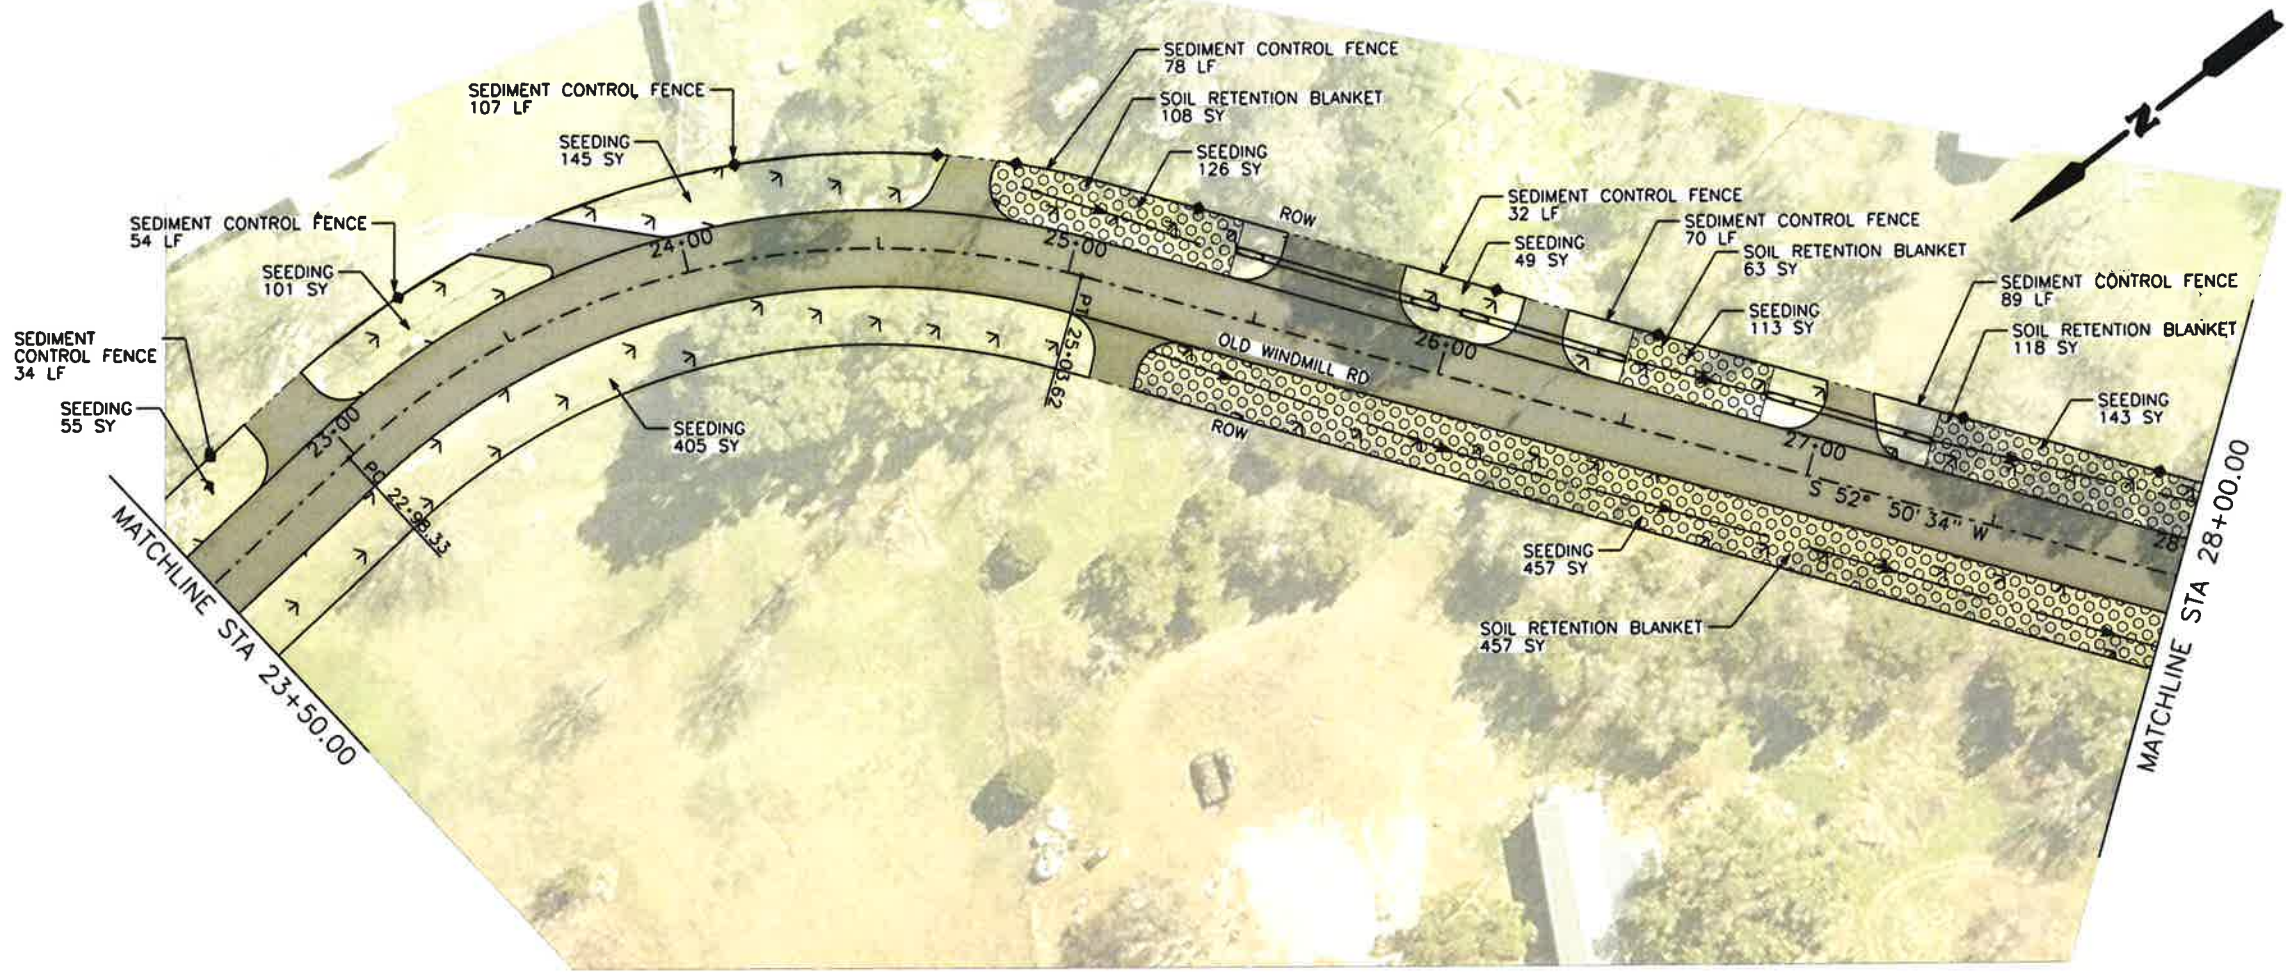 SEDIMENT CONTROL FENCE
78 LF
SOIL RETENTION BLANKET
108 SY
SEEDING
126 SY
SEDIMENT CONTROL FENCE
107 LF
SEEDING
145 SY
N
SEDIMENT CONTROL FENCE
32 LF
SEEDING
49 SY
SEDIMENT CONTROL FENCE
70 LF
SOIL RETENTION BLANKET
63 SY
SEEDING
113 SY
SEDIMENT CONTROL FENCE
89 LF
SOIL RETENTION BLANKET
118 SY
SEEDING
143 SY
SEDIMENT CONTROL FENCE
54 LF
SEEDING
101 SY
SEDIMENT
CONTROL FENCE
34 LF
SEEDING
55 SY
ROW
23+00
24+00
25+00
26+00
27+00
28
PC 22+98.33
PT 25+03.62
OLD WINDMILL RD
S 52° 50'34" W
ROW
SEEDING
405 SY
SEEDING
457 SY
SOIL RETENTION BLANKET
457 SY
MATCHLINE STA 23+50.00
MATCHLINE STA 28+00.00